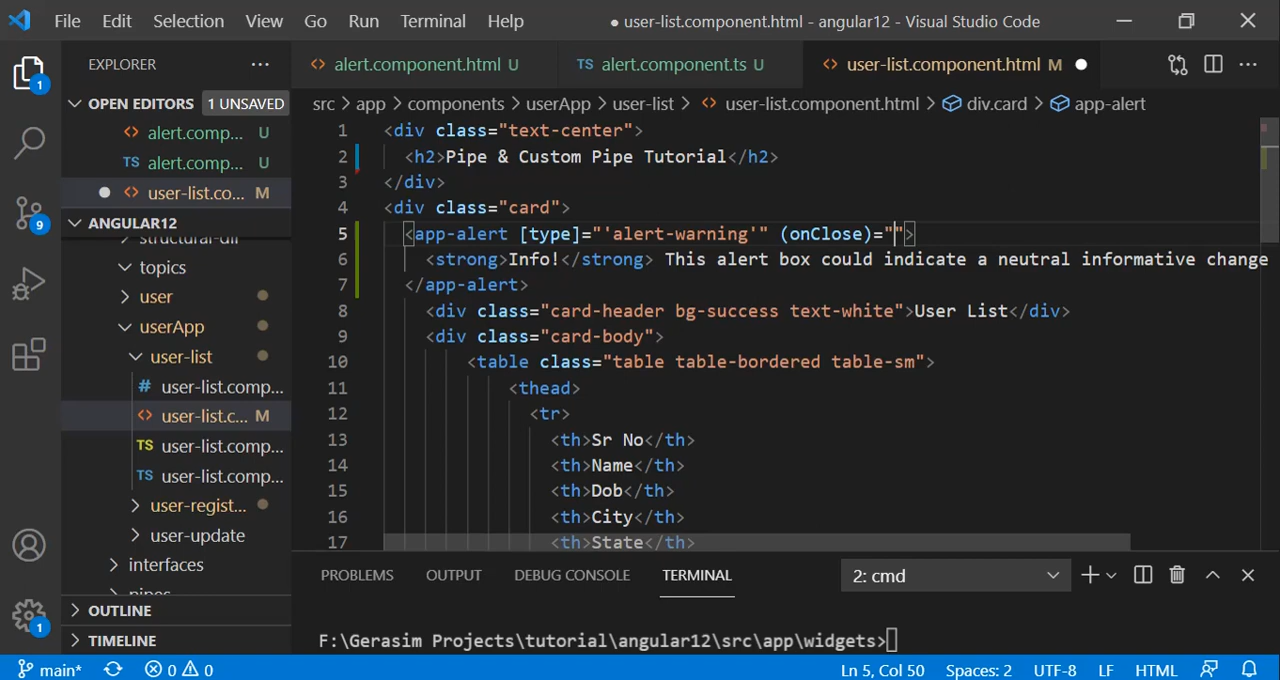 File Edit Selection View Go Run Terminal Help ● user-list.component.html - angular12 - Visual Studio Code
EXPLORER ···
alert.component.html U TS alert.component.ts U user-list.component.html M ●
1
OPEN EDITORS 1 UNSAVED
src > app > components > userApp > user-list > user-list.component.html > div.card > app-alert
alert.comp... U
TS alert.comp... U
● user-list.co... M
ANGULAR12
structural-dir
topics
user
userApp
user-list
# user-list.comp...
user-list.c... M
TS user-list.comp...
TS user-list.comp...
user-regist...
user-update
interfaces
pipes
OUTLINE
TIMELINE
9
1
1 <div class="text-center">
2 <h2>Pipe & Custom Pipe Tutorial</h2>
3 </div>
4 <div class="card">
5 <app-alert [type]="'alert-warning'" (onClose)="">
6 <strong>Info!</strong> This alert box could indicate a neutral informative change
7 </app-alert>
8 <div class="card-header bg-success text-white">User List</div>
9 <div class="card-body">
10 <table class="table table-bordered table-sm">
11 <thead>
12 <tr>
13 <th>Sr No</th>
14 <th>Name</th>
15 <th>Dob</th>
16 <th>City</th>
17 <th>State</th>
PROBLEMS OUTPUT DEBUG CONSOLE TERMINAL 2: cmd
F:\Gerasim Projects\tutorial\angular12\src\app\widgets>
main* 0 0 Ln 5, Col 50 Spaces: 2 UTF-8 LF HTML